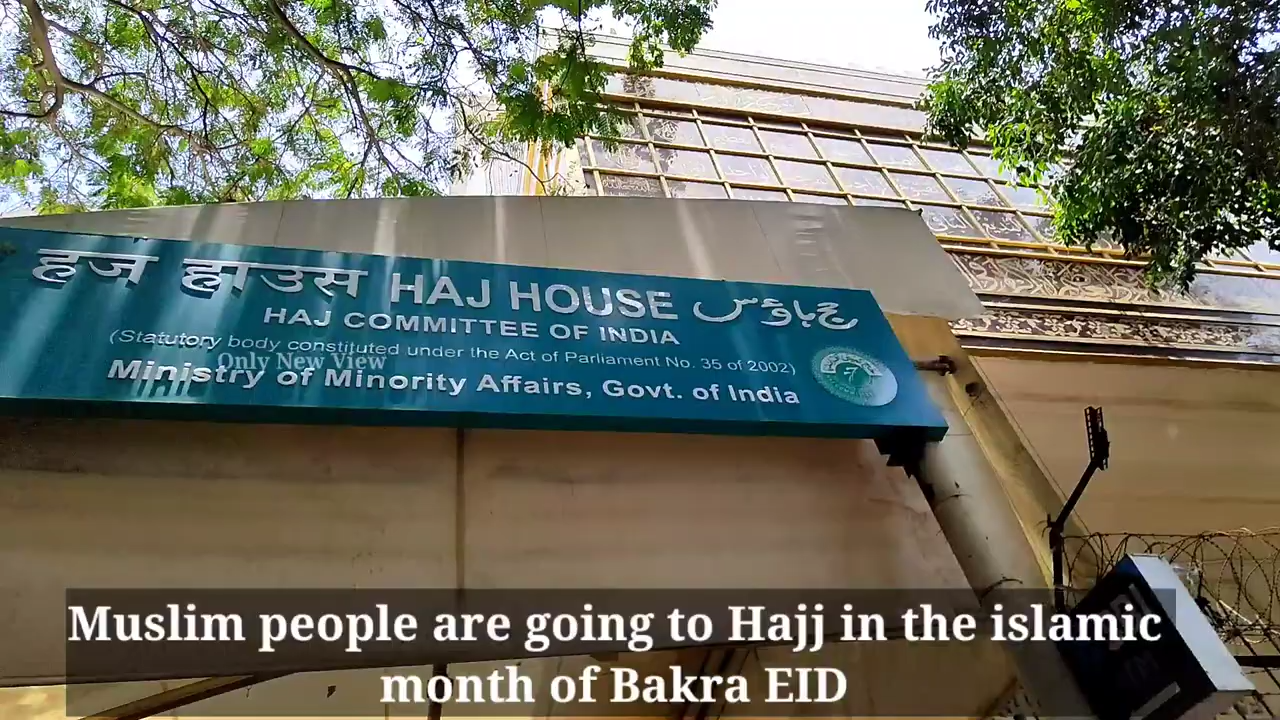 हज हाउस HAJ HOUSE حج ہاؤس
HAJ COMMITTEE OF INDIA
(Statutory body constituted under the Act of Parliament No. 35 of 2002)
Only New View
Ministry of Minority Affairs, Govt. of India
Muslim people are going to Hajj in the islamic
month of Bakra EID